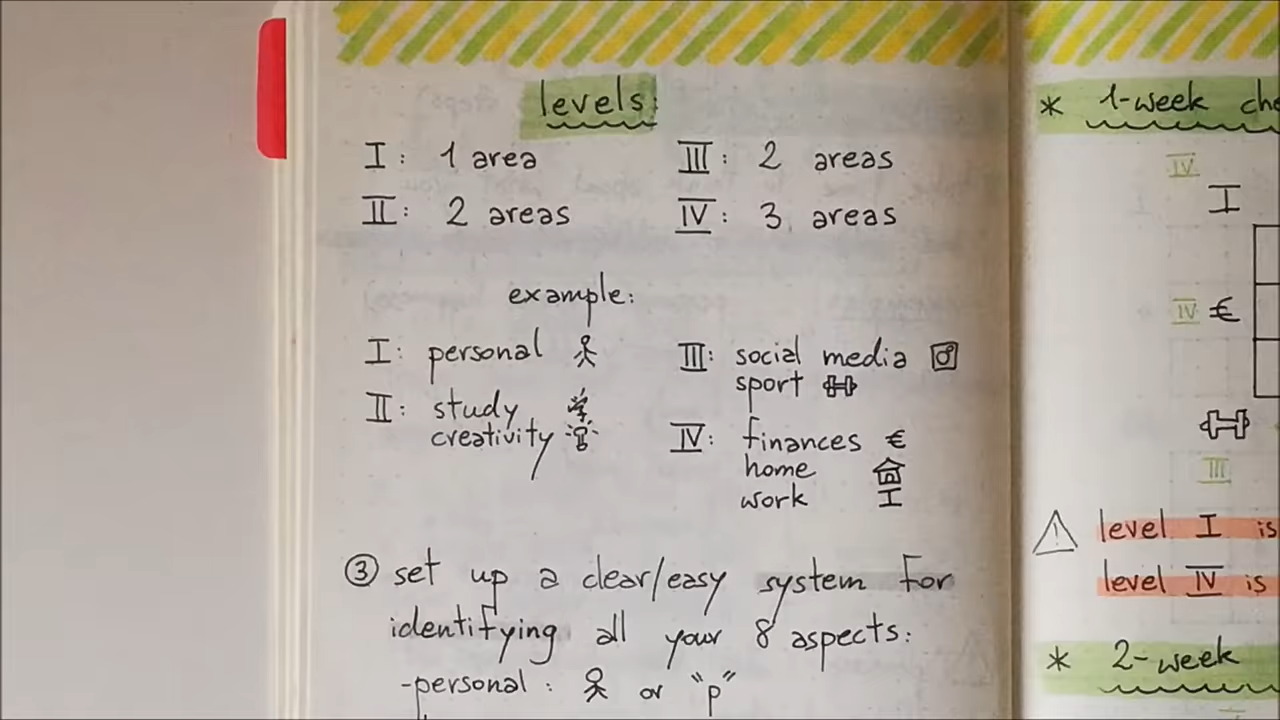 levels:
I: 1 area
II: 2 areas
III: 2 areas
IV: 3 areas
example:
I: personal
II: study
creativity
III: social media
sport
IV: finances €
home
work I
③ set up a clear/easy system for
identifying all your 8 aspects:
-personal: or "p"
* 1-week
IV
I
IV €
III
level I is
level IV is
* 2-week